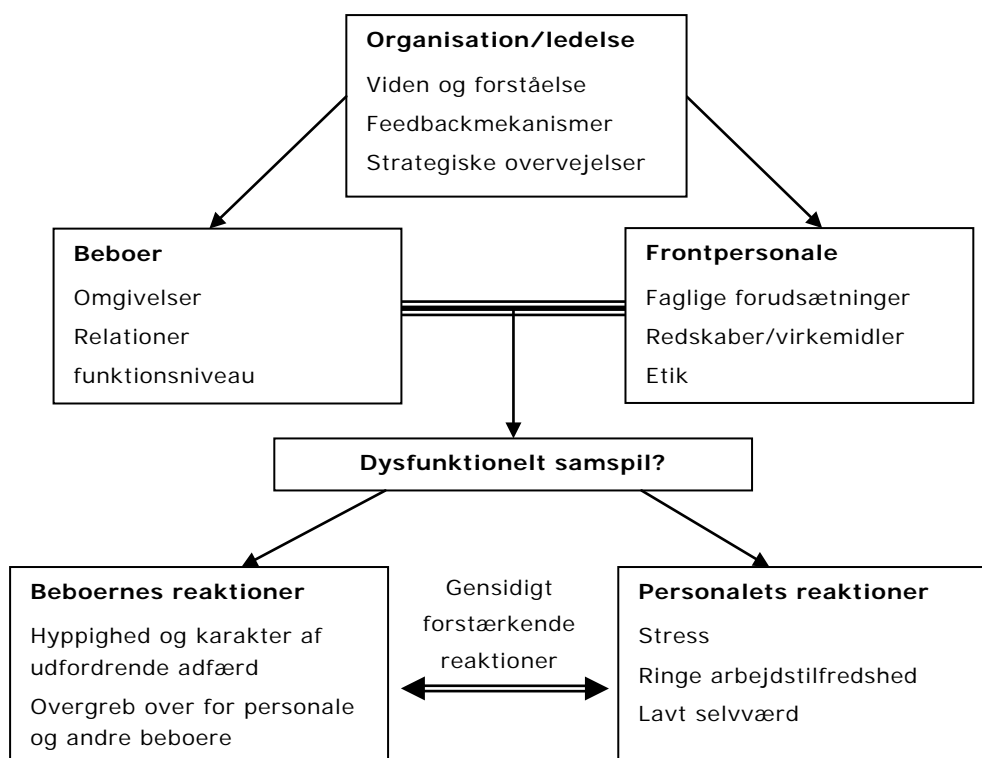 Organisation/ledelse
Viden og forståelse
Feedbackmekanismer
Strategiske overvejelser
Beboer
Omgivelser
Relationer
funktionsniveau
Frontpersonale
Faglige forudsætninger
Redskaber/virkemidler
Etik
Dysfunktionelt samspil?
Beboernes reaktioner
Hyppighed og karakter af
udfordrende adfærd
Overgreb over for personale
og andre beboere
Gensidigt
forstærkende
reaktioner
Personalets reaktioner
Stress
Ringe arbejdstilfredshed
Lavt selvværd